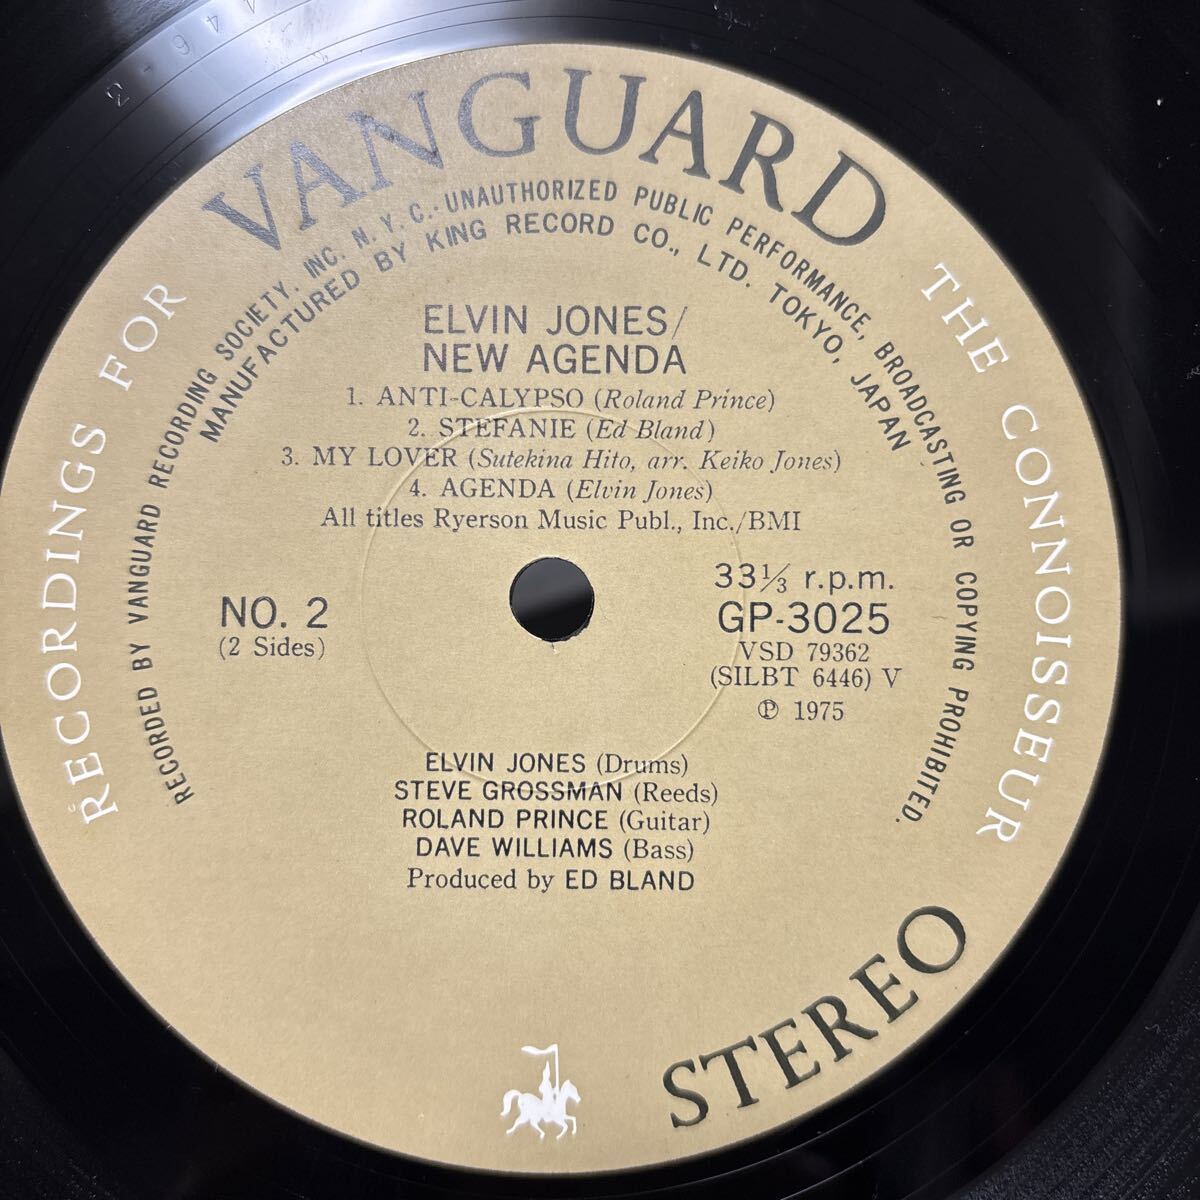 VANGUARD
RECORDINGS FOR THE CONNOISSEUR
RECORDED BY VANGUARD RECORDING SOCIETY, INC. N.Y.C.·UNAUTHORIZED PUBLIC PERFORMANCE, BROADCASTING OR COPYING PROHIBITED.
MANUFACTURED BY KING RECORD CO., LTD. TOKYO, JAPAN
ELVIN JONES/
NEW AGENDA
1. ANTI-CALYPSO (Roland Prince)
2. STEFANIE (Ed Bland)
3. MY LOVER (Sutekina Hito, arr. Keiko Jones)
4. AGENDA (Elvin Jones)
All titles Ryerson Music Publ., Inc./BMI
NO. 2
(2 Sides)
33⅓ r.p.m.
GP-3025
VSD 79362
(SILBT 6446) V
℗ 1975
ELVIN JONES (Drums)
STEVE GROSSMAN (Reeds)
ROLAND PRINCE (Guitar)
DAVE WILLIAMS (Bass)
Produced by ED BLAND
STEREO